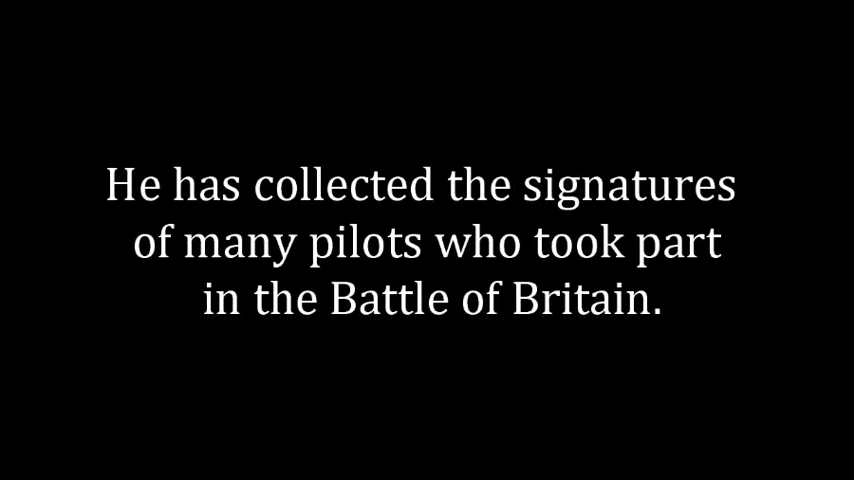 He has collected the signatures
of many pilots who took part
in the Battle of Britain.